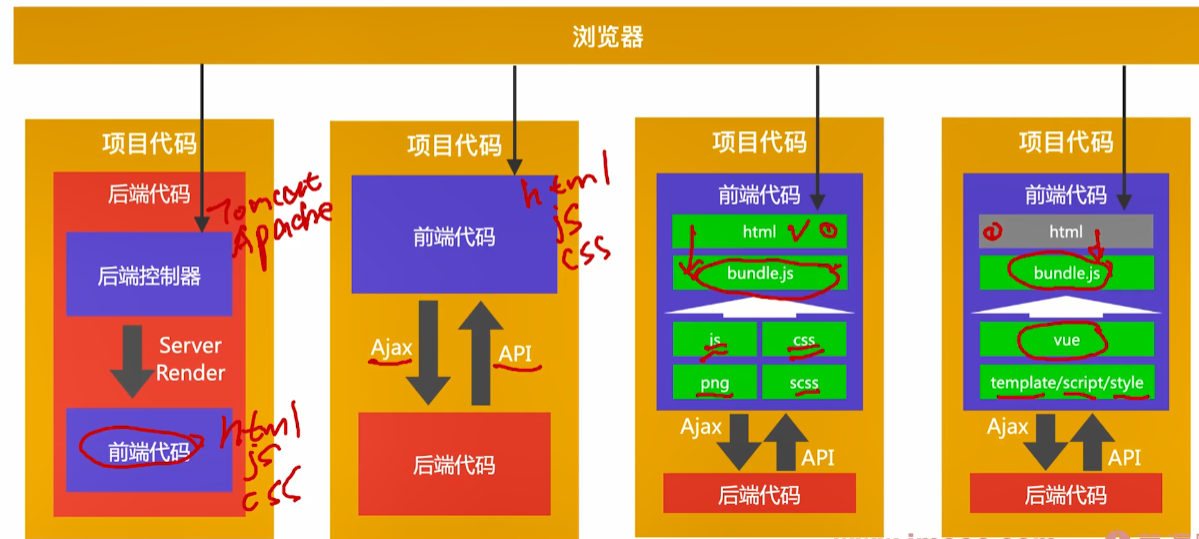 浏览器
项目代码
后端代码
Tomcat
Apache
后端控制器
Server
Render
前端代码
html
js
css
项目代码
前端代码
html
js
css
Ajax
API
后端代码
项目代码
前端代码
html
bundle.js
js
css
png
scss
Ajax
API
后端代码
项目代码
前端代码
html
bundle.js
vue
template/script/style
Ajax
API
后端代码